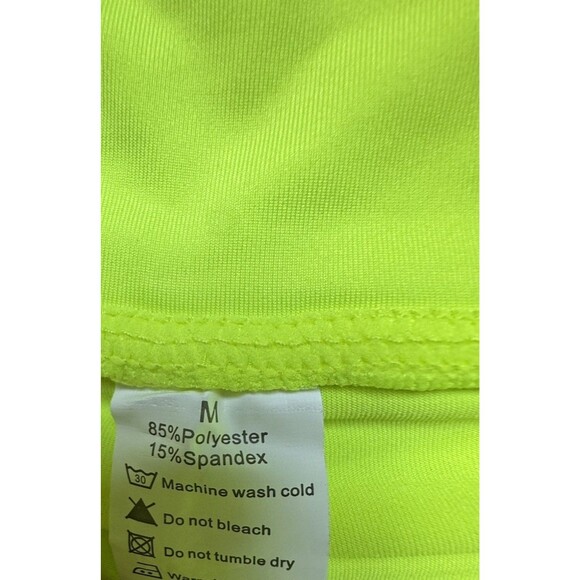 M
85%Polyester
15%Spandex
30 Machine wash cold
Do not bleach
Do not tumble dry